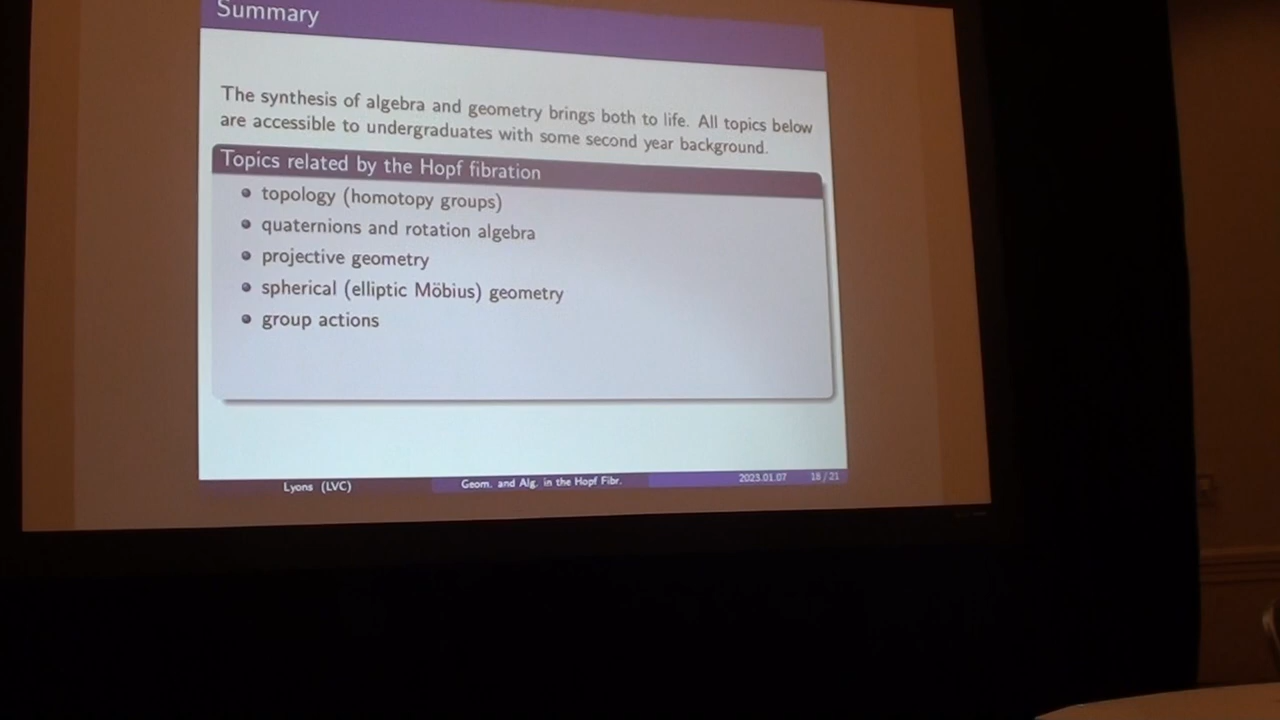 Summary
The synthesis of algebra and geometry brings both to life. All topics below
are accessible to undergraduates with some second year background.
Topics related by the Hopf fibration
topology (homotopy groups)
quaternions and rotation algebra
projective geometry
spherical (elliptic Möbius) geometry
group actions
Lyons (LVC) Geom. and Alg. in the Hopf Fibr. 2023.01.07 18 / 21